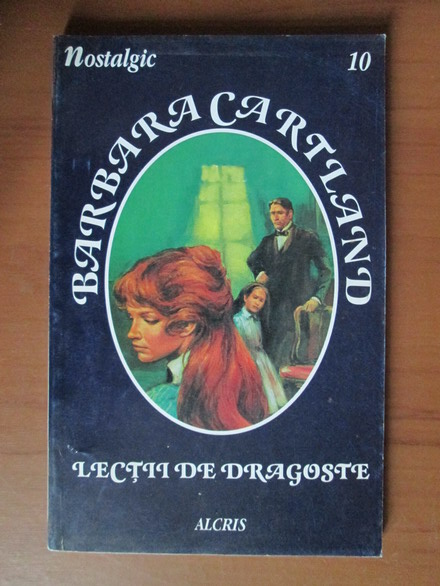 nostalgic 10
BARBARA CARTLAND
LECȚII DE DRAGOSTE
ALCRIS